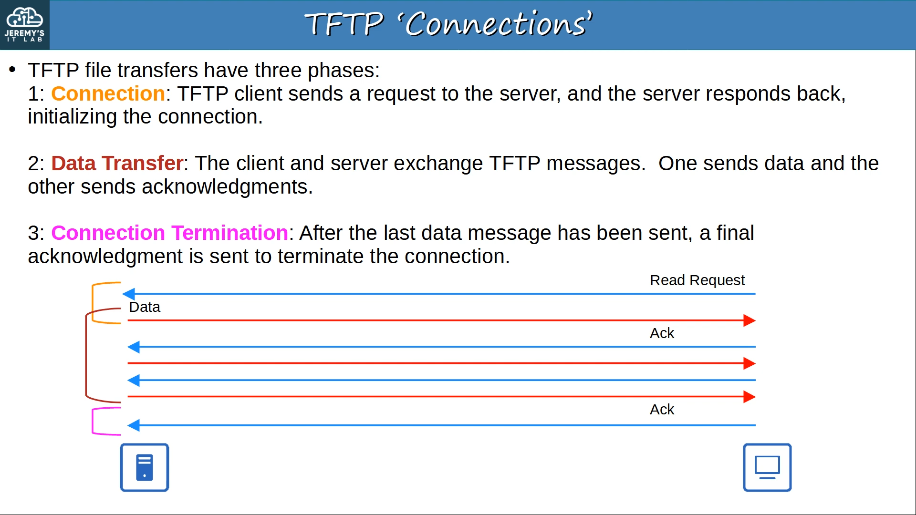 JEREMY'S
IT LAB
TFTP ‘Connections’
• TFTP file transfers have three phases:
1: Connection: TFTP client sends a request to the server, and the server responds back,
initializing the connection.
2: Data Transfer: The client and server exchange TFTP messages.  One sends data and the
other sends acknowledgments.
3: Connection Termination: After the last data message has been sent, a final
acknowledgment is sent to terminate the connection.
Read Request
Data
Ack
Ack